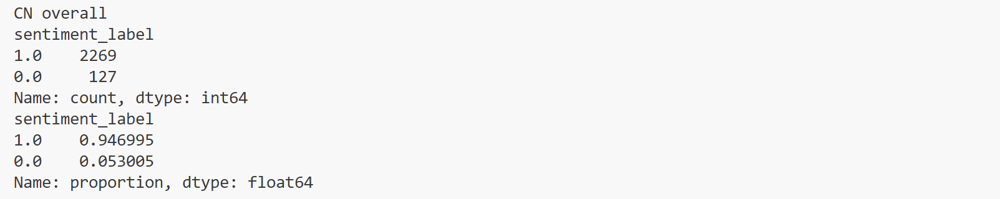 CN overall
sentiment_label
1.0    2269
0.0     127
Name: count, dtype: int64
sentiment_label
1.0    0.946995
0.0    0.053005
Name: proportion, dtype: float64